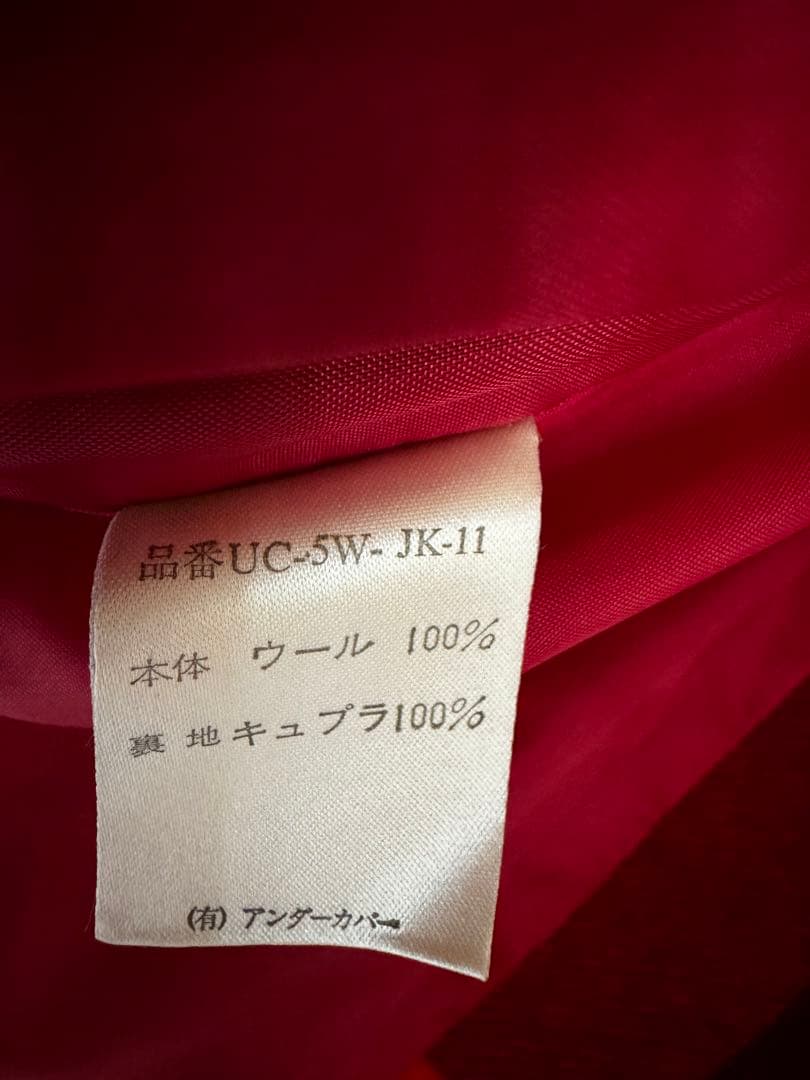 品番UC-5W-JK-11
本体 ウール 100%
裏地キュプラ100%
(有) アンダーカバー